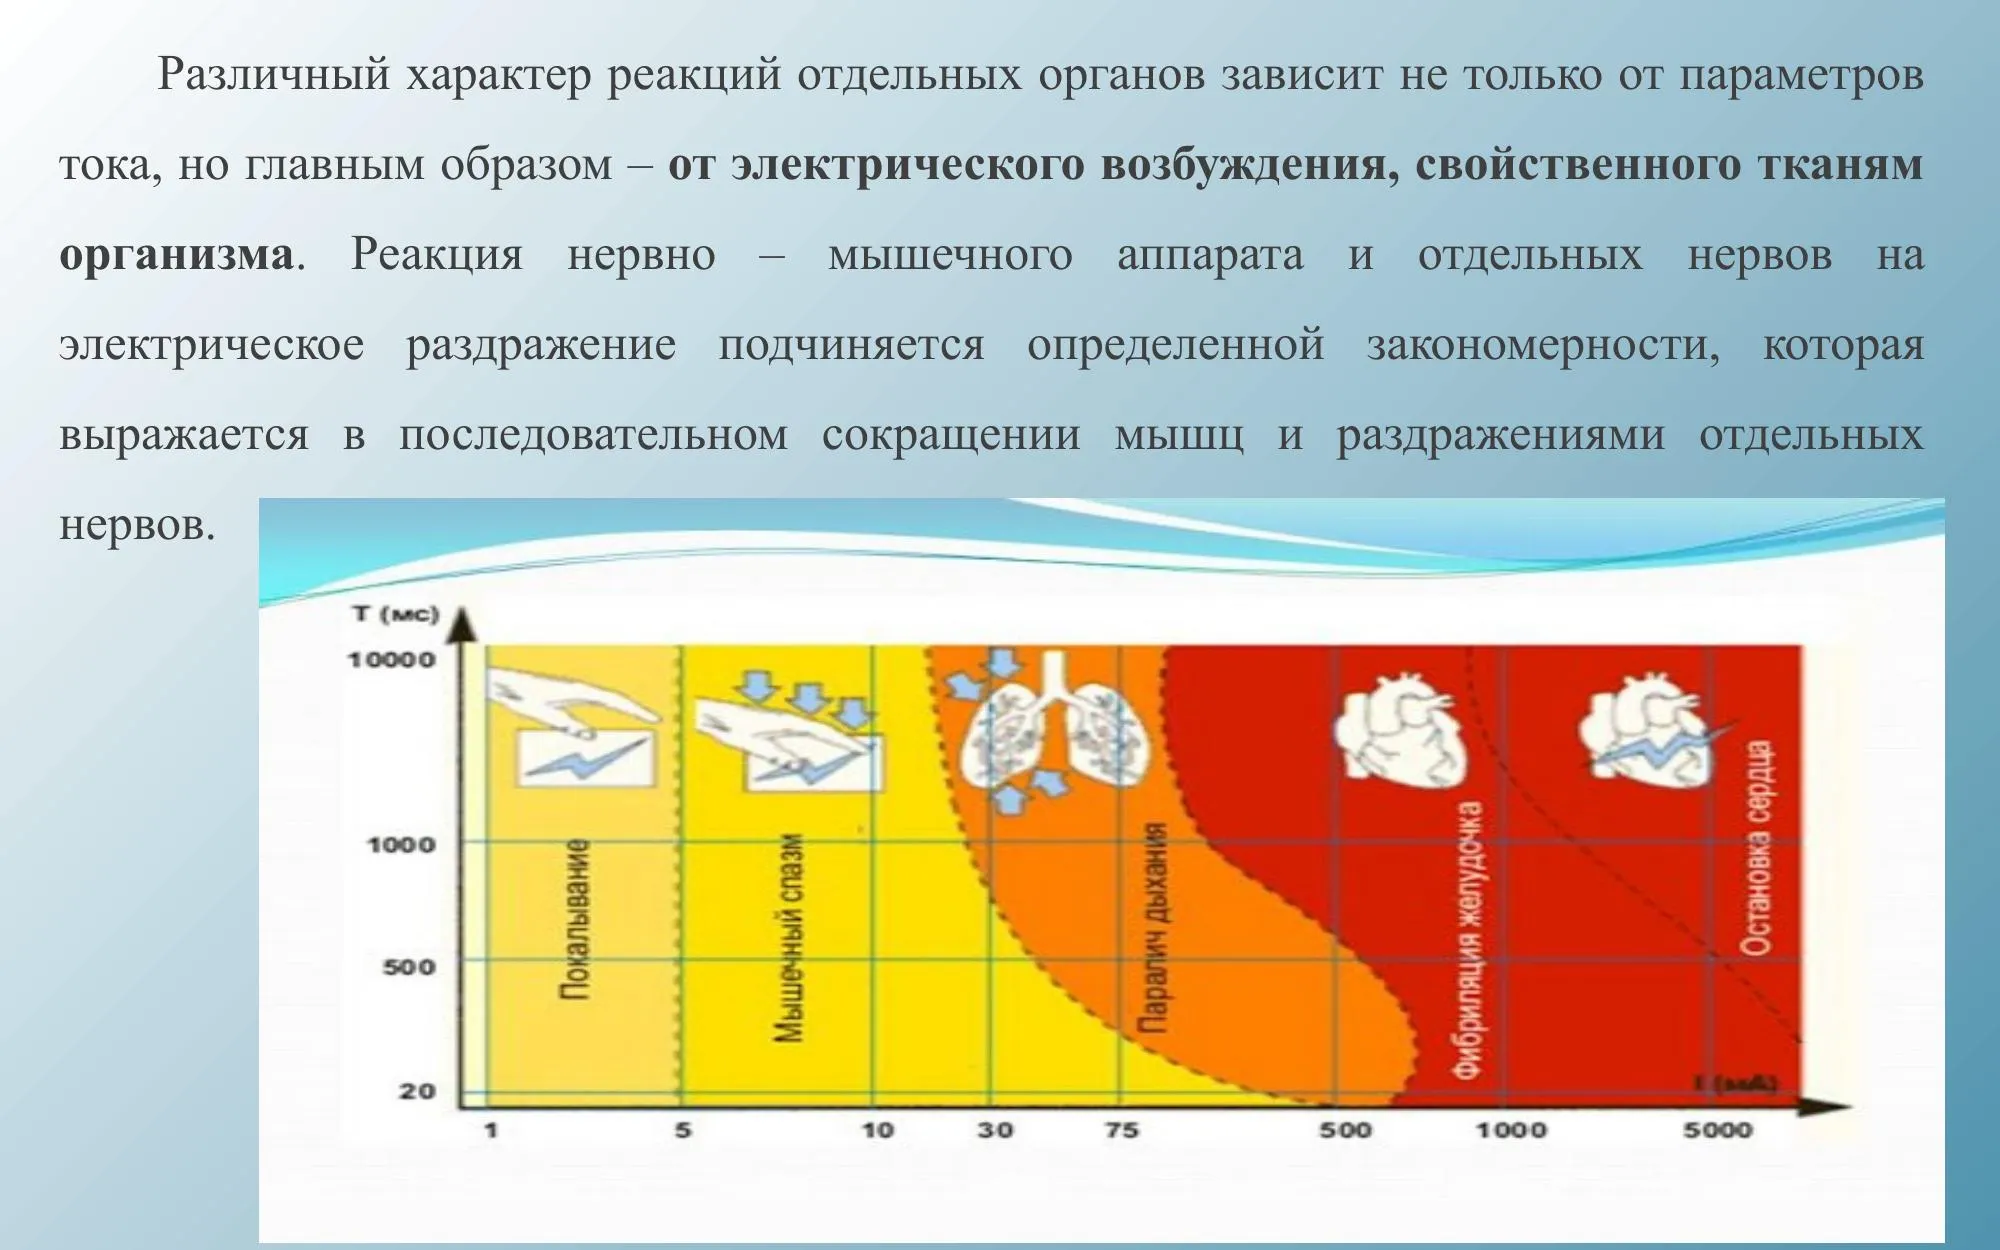 Различный характер реакций отдельных органов зависит не только от параметров
тока, но главным образом – от электрического возбуждения, свойственного тканям
организма. Реакция нервно – мышечного аппарата и отдельных нервов на
электрическое раздражение подчиняется определенной закономерности, которая
выражается в последовательном сокращении мышц и раздражениями отдельных
нервов.
T (мс)
10000
1000
500
20
Покалывание
Мышечный спазм
Паралич дыхания
Фибриляция желудочка
Остановка сердца
I (мА)
1 5 10 30 75 500 1000 5000